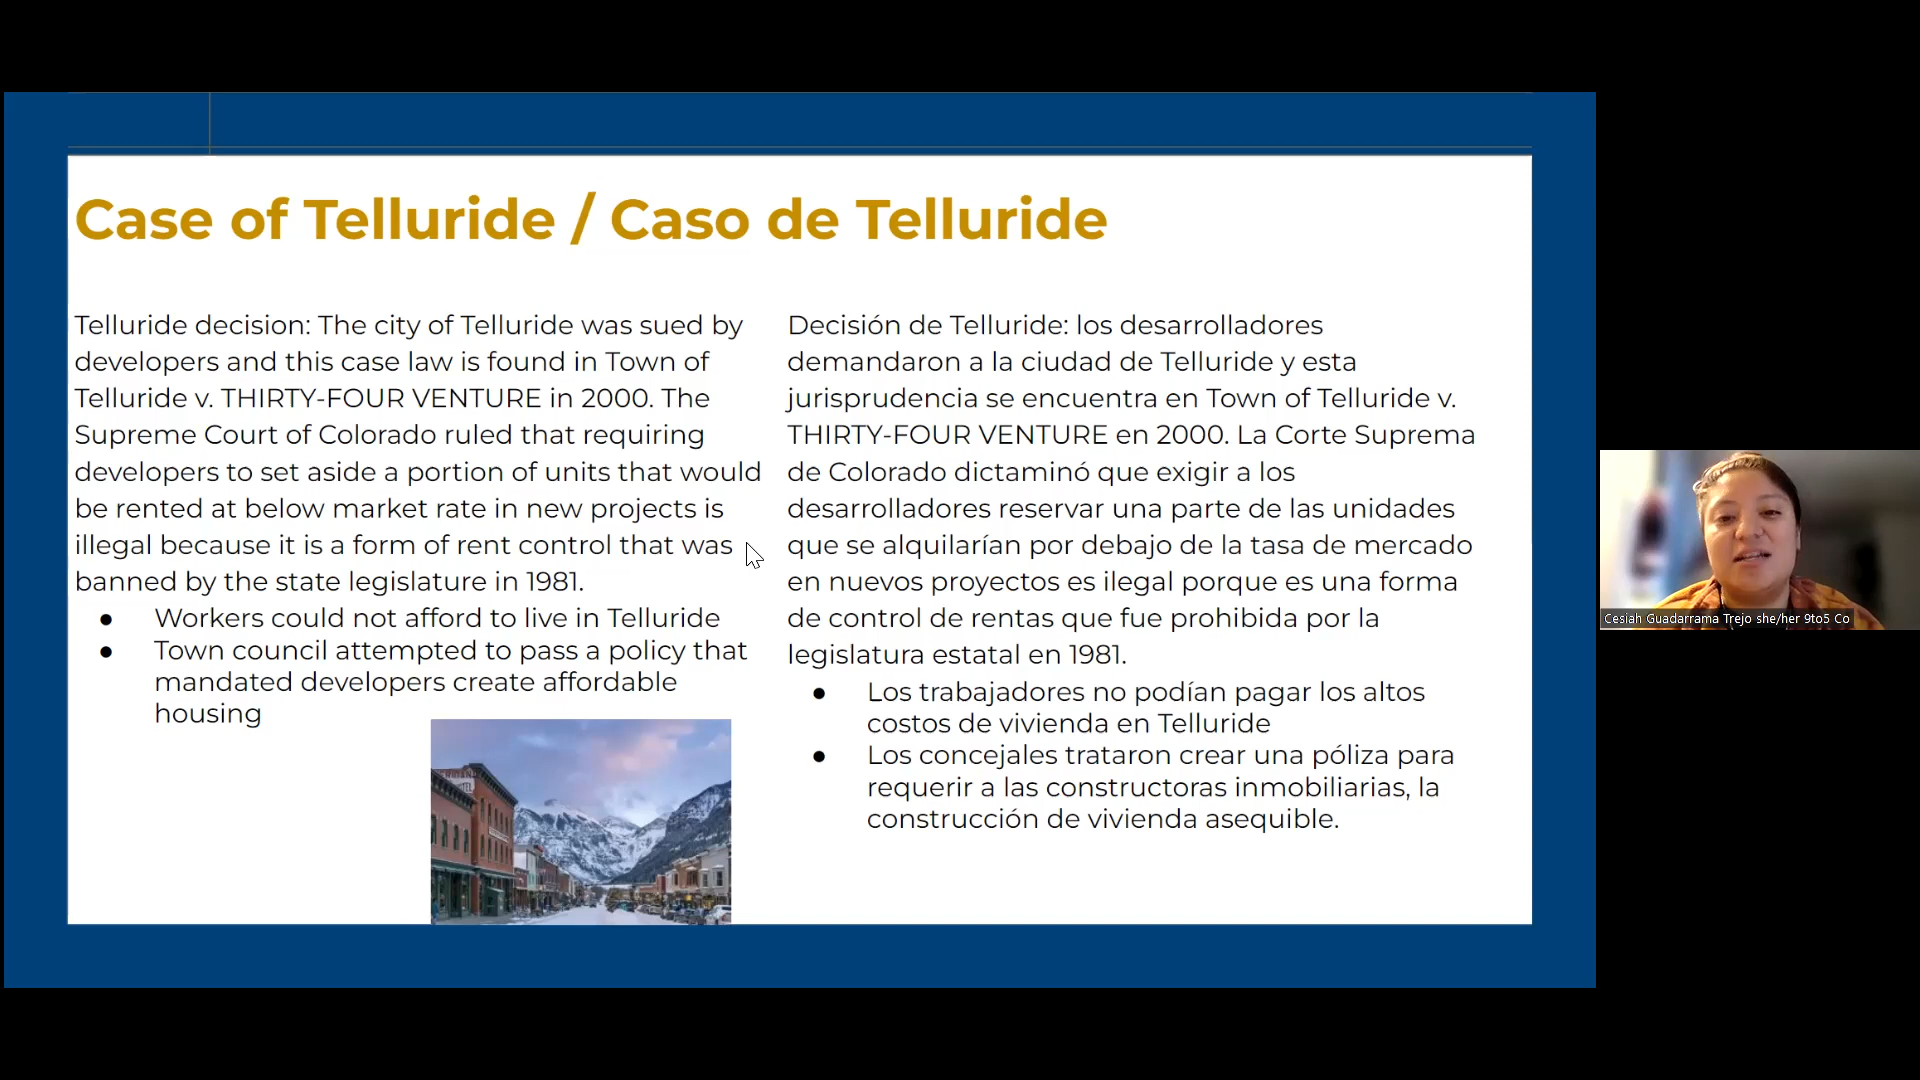 Case of Telluride / Caso de Telluride
Telluride decision: The city of Telluride was sued by
developers and this case law is found in Town of
Telluride v. THIRTY-FOUR VENTURE in 2000. The
Supreme Court of Colorado ruled that requiring
developers to set aside a portion of units that would
be rented at below market rate in new projects is
illegal because it is a form of rent control that was
banned by the state legislature in 1981.
● Workers could not afford to live in Telluride
● Town council attempted to pass a policy that
mandated developers create affordable
housing
Decisión de Telluride: los desarrolladores
demandaron a la ciudad de Telluride y esta
jurisprudencia se encuentra en Town of Telluride v.
THIRTY-FOUR VENTURE en 2000. La Corte Suprema
de Colorado dictaminó que exigir a los
desarrolladores reservar una parte de las unidades
que se alquilarían por debajo de la tasa de mercado
en nuevos proyectos es ilegal porque es una forma
de control de rentas que fue prohibida por la
legislatura estatal en 1981.
● Los trabajadores no podían pagar los altos
costos de vivienda en Telluride
● Los concejales trataron crear una póliza para
requerir a las constructoras inmobiliarias, la
construcción de vivienda asequible.
Cesiah Guadarrama Trejo she/her 9to5 Co